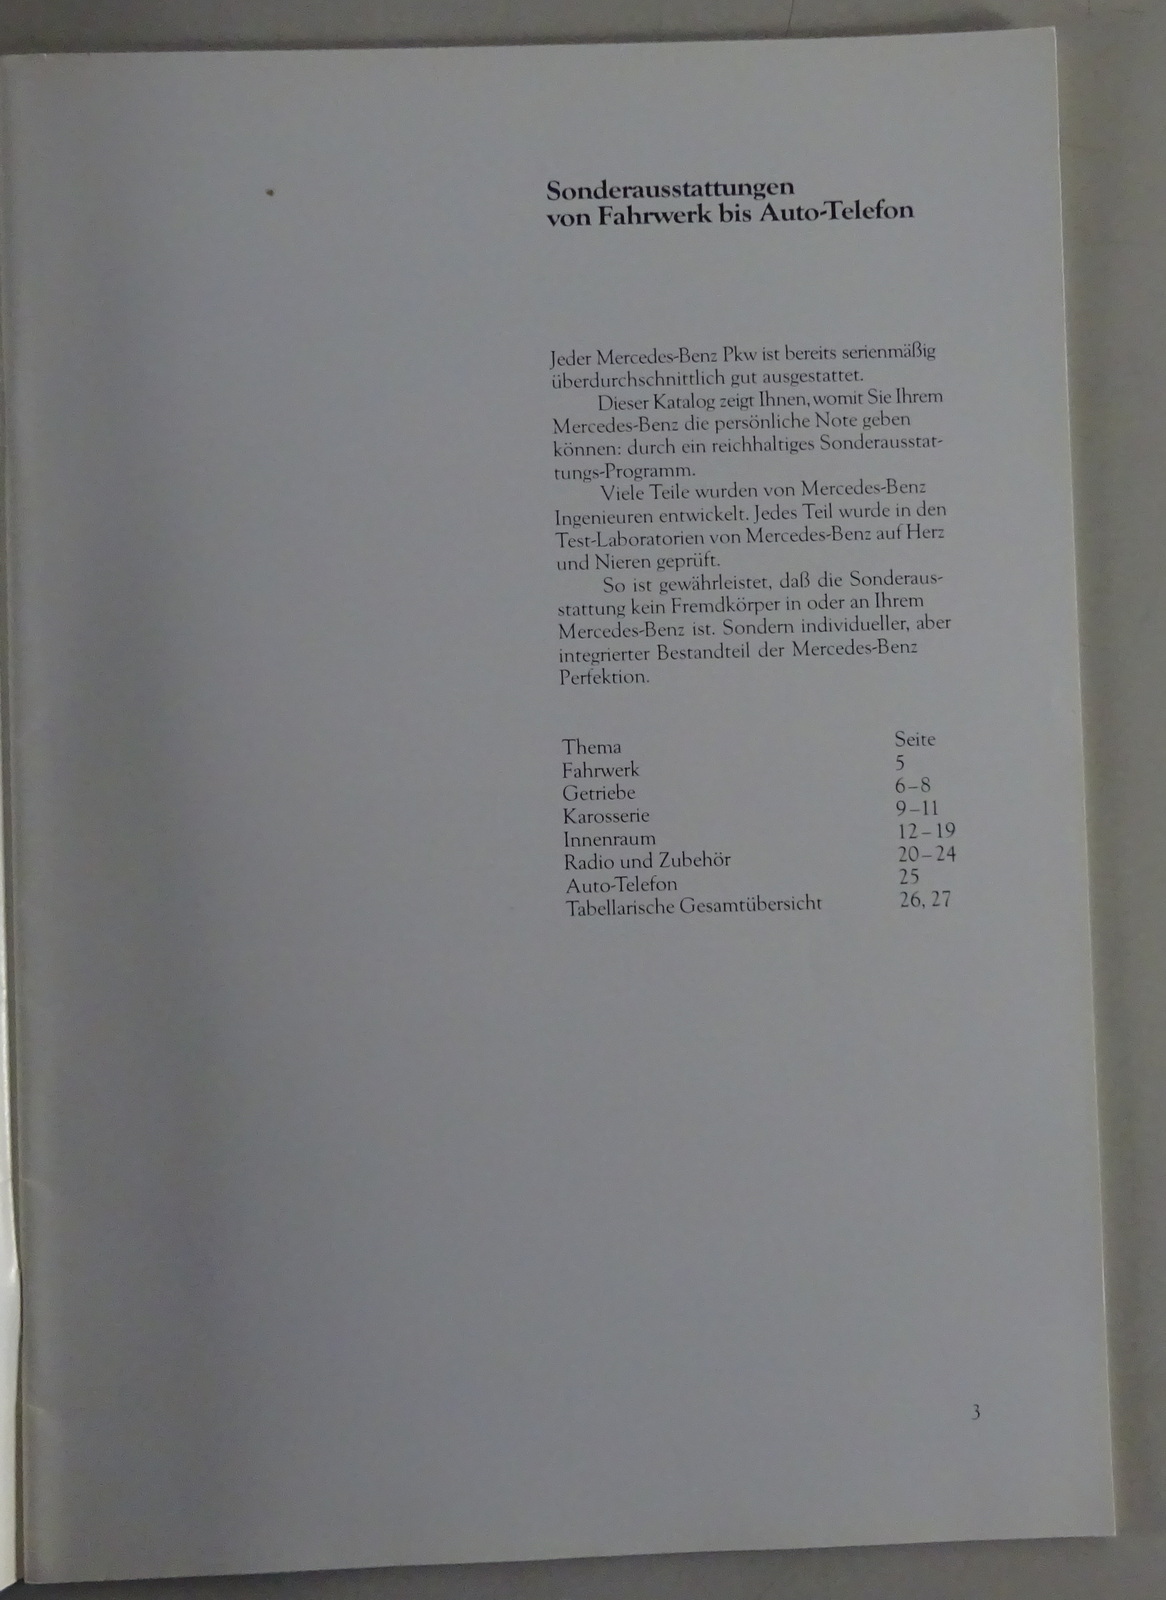 Sonderausstattungen
von Fahrwerk bis Auto-Telefon
Jeder Mercedes-Benz Pkw ist bereits serienmäßig
überdurchschnittlich gut ausgestattet.
Dieser Katalog zeigt Ihnen, womit Sie Ihrem
Mercedes-Benz die persönliche Note geben
können: durch ein reichhaltiges Sonderausstat-
tungs-Programm.
Viele Teile wurden von Mercedes-Benz
Ingenieuren entwickelt. Jedes Teil wurde in den
Test-Laboratorien von Mercedes-Benz auf Herz
und Nieren geprüft.
So ist gewährleistet, daß die Sonderaus-
stattung kein Fremdkörper in oder an Ihrem
Mercedes-Benz ist. Sondern individueller, aber
integrierter Bestandteil der Mercedes-Benz
Perfektion.
Thema Seite
Fahrwerk 5
Getriebe 6–8
Karosserie 9–11
Innenraum 12–19
Radio und Zubehör 20–24
Auto-Telefon 25
Tabellarische Gesamtübersicht 26, 27
3